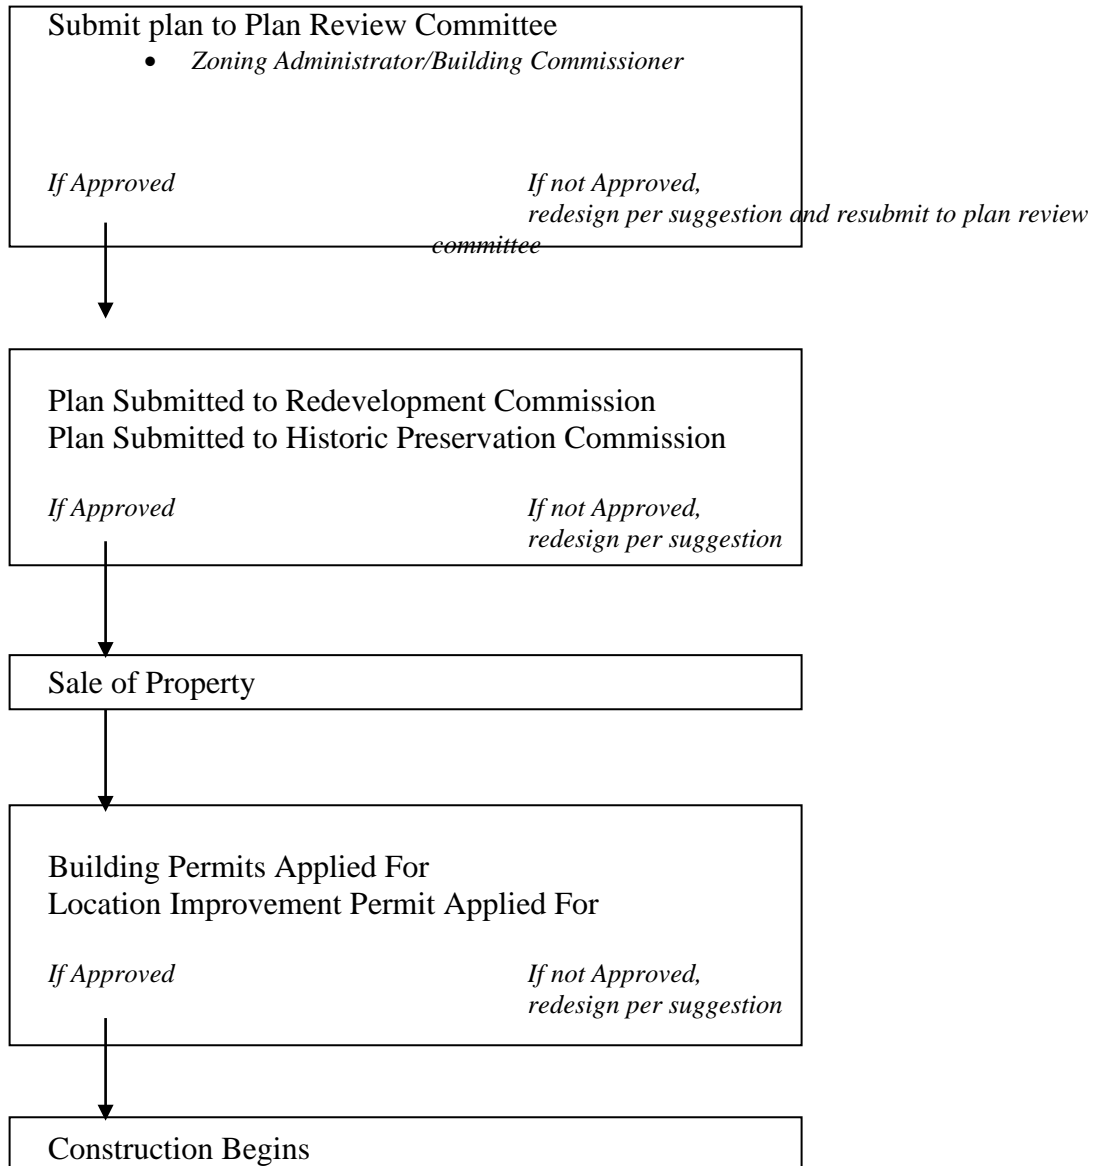 Submit plan to Plan Review Committee
• Zoning Administrator/Building Commissioner
If Approved If not Approved,
redesign per suggestion and resubmit to plan review
committee
Plan Submitted to Redevelopment Commission
Plan Submitted to Historic Preservation Commission
If Approved If not Approved,
redesign per suggestion
Sale of Property
Building Permits Applied For
Location Improvement Permit Applied For
If Approved If not Approved,
redesign per suggestion
Construction Begins